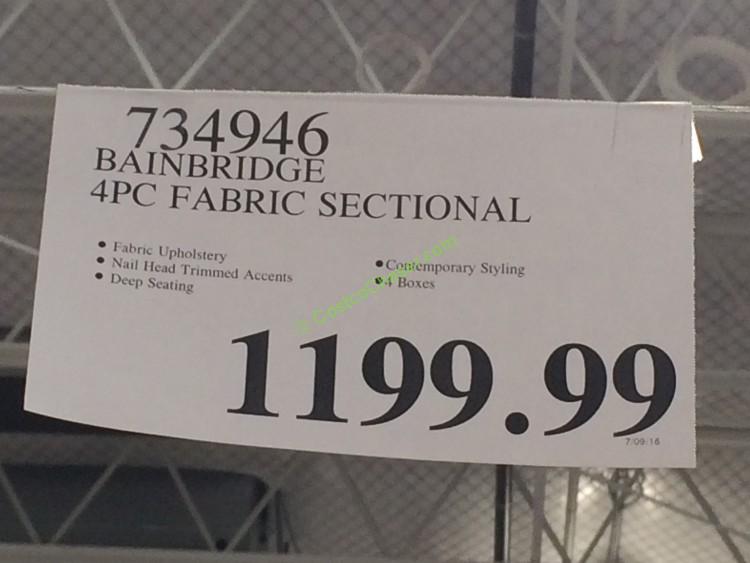 734946
BAINBRIDGE
4PC FABRIC SECTIONAL
• Fabric Upholstery
• Nail Head Trimmed Accents
• Deep Seating
• Contemporary Styling
• 4 Boxes
1199.99
7/09/16